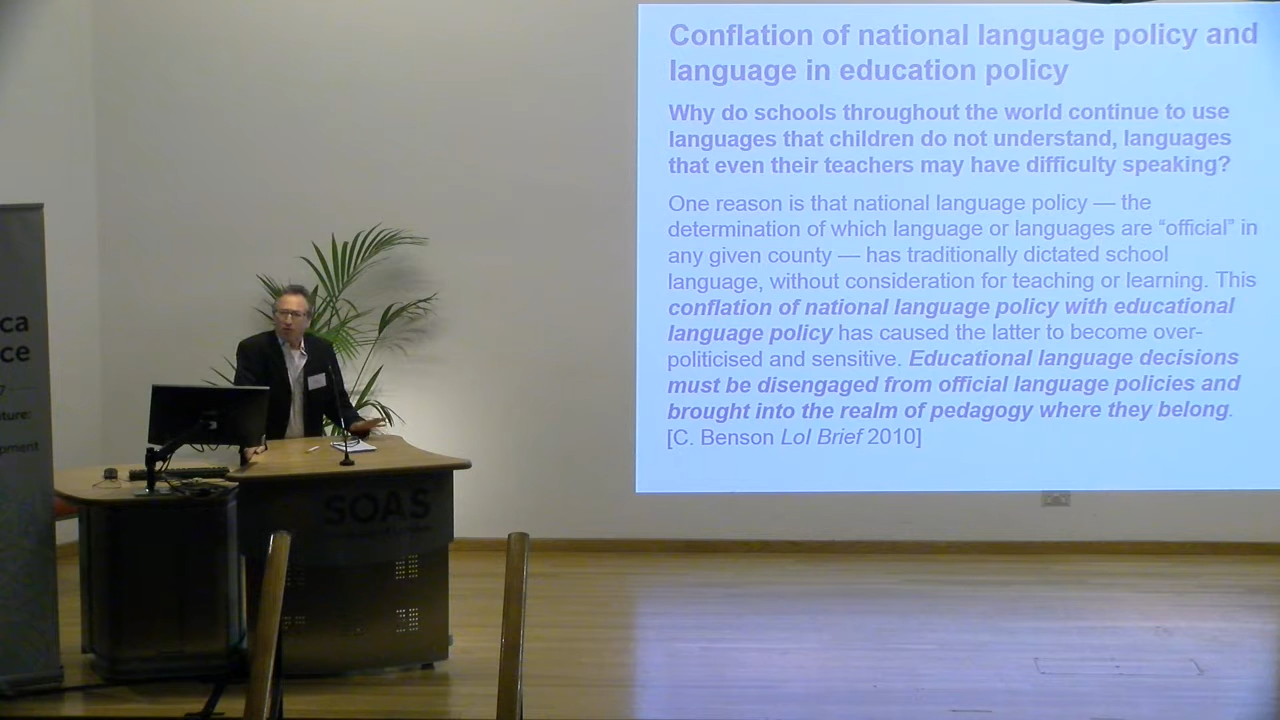 Conflation of national language policy and
language in education policy
Why do schools throughout the world continue to use
languages that children do not understand, languages
that even their teachers may have difficulty speaking?
One reason is that national language policy — the
determination of which language or languages are “official” in
any given county — has traditionally dictated school
language, without consideration for teaching or learning. This
conflation of national language policy with educational
language policy has caused the latter to become over-
politicised and sensitive. Educational language decisions
must be disengaged from official language policies and
brought into the realm of pedagogy where they belong.
[C. Benson LoI Brief 2010]
ca
ce
7
ture:
pment
SOAS